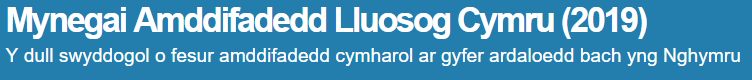 Mynegai Amddifadedd Lluosog Cymru (2019)
Y dull swyddogol o fesur amddifadedd cymharol ar gyfer ardaloedd bach yng Nghymru